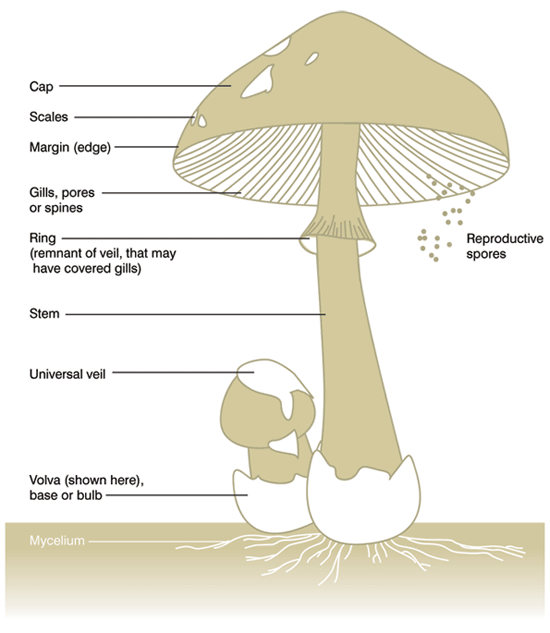 Cap
Scales
Margin (edge)
Gills, pores
or spines
Ring
(remnant of veil, that may
have covered gills)
Reproductive
spores
Stem
Universal veil
Volva (shown here),
base or bulb
Mycelium